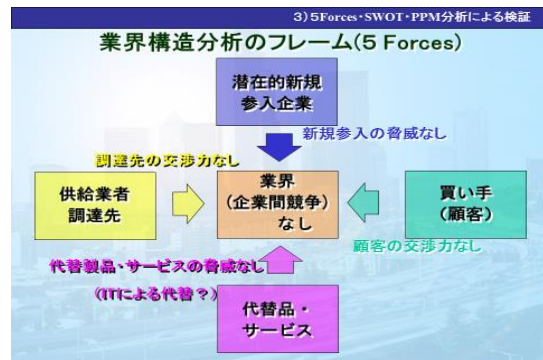 3)5Forces・SWOT・PPM分析による検証
業界構造分析のフレーム(5 Forces)
潜在的新規
参入企業
新規参入の脅威なし
調達先の交渉力なし
供給業者
調達先
業界
(企業間競争)
なし
買い手
(顧客)
顧客の交渉力なし
代替製品・サービスの脅威なし
(ITによる代替?)
代替品・
サービス